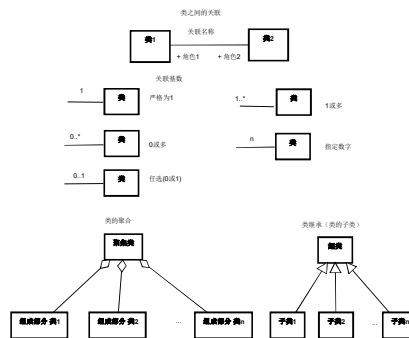 类之间的关联
关联名称
类1
类2
+ 角色1
+ 角色2
关联基数
1
类
严格为1
1..*
类
1或多
0..*
类
0或多
n
类
指定数字
0..1
类
任选(0或1)
类的聚合
聚集类
组成部分 类1
组成部分 类2
...
组成部分 类n
类继承（类的子类）
超类
子类1
子类2
...
子类n